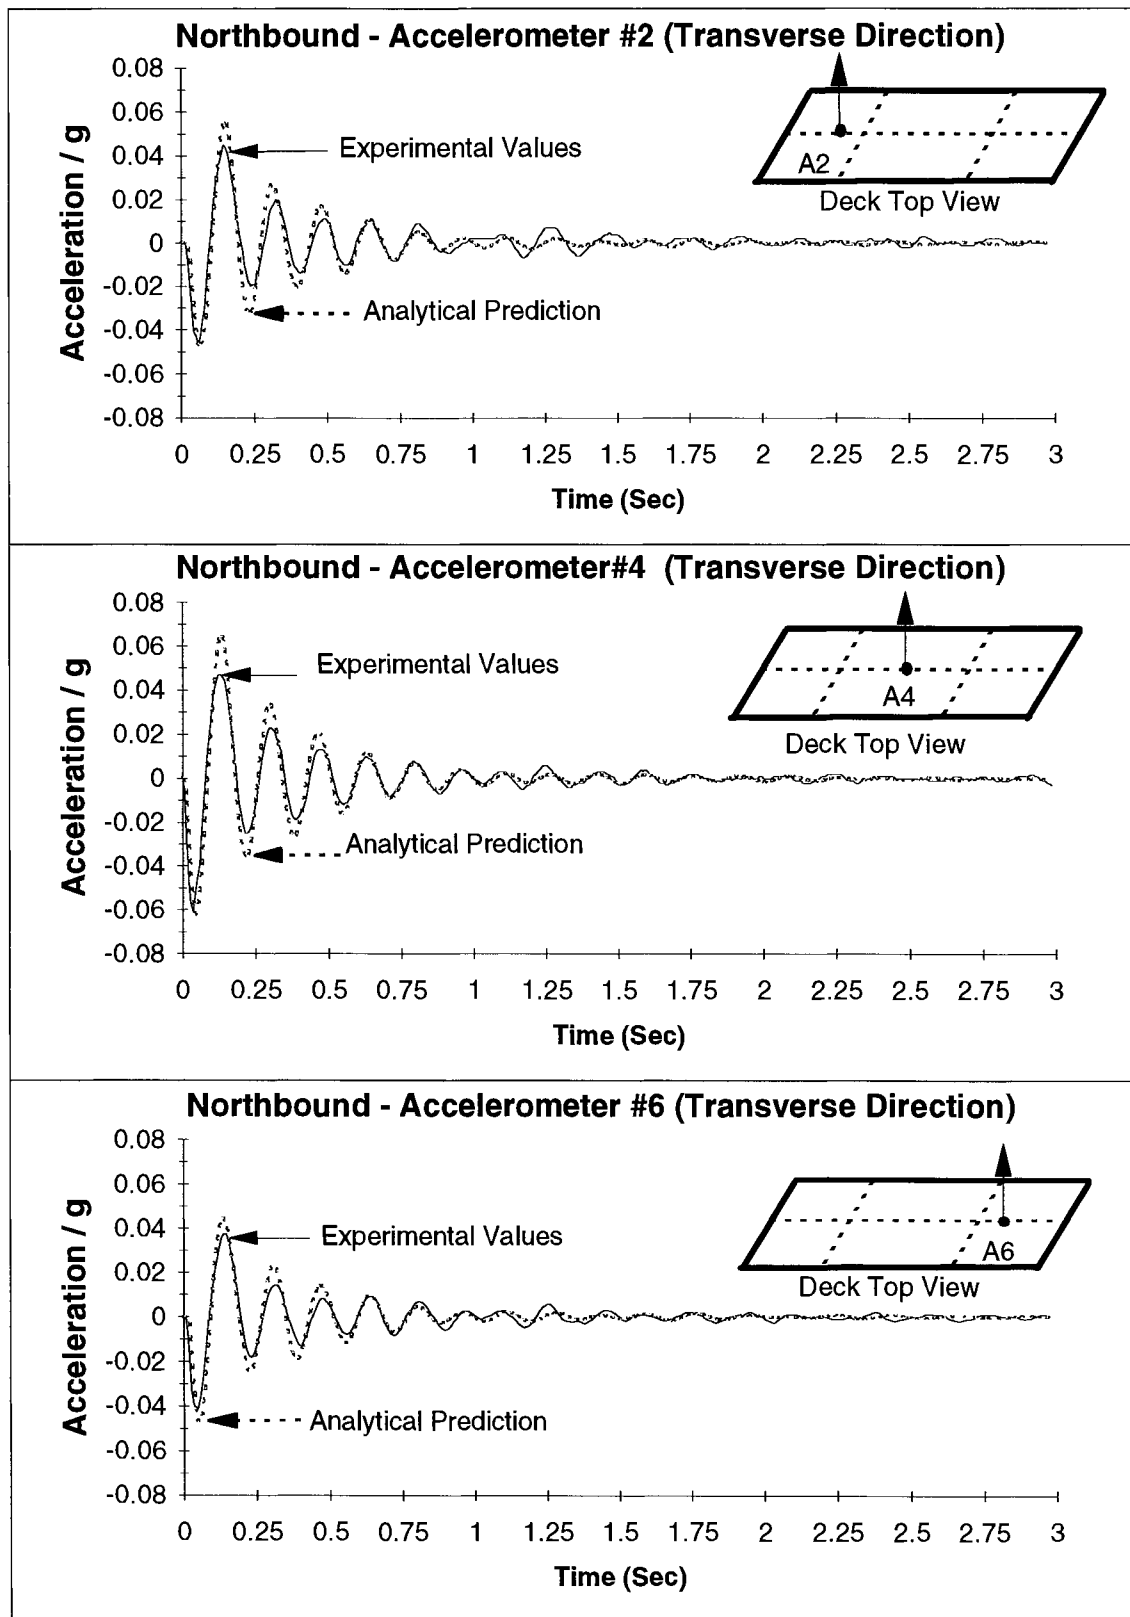 Northbound - Accelerometer #2 (Transverse Direction)
0.08
0.06
0.04
0.02
0
-0.02
-0.04
-0.06
-0.08
Acceleration / g
Experimental Values
Analytical Prediction
A2
Deck Top View
0 0.25 0.5 0.75 1 1.25 1.5 1.75 2 2.25 2.5 2.75 3
Time (Sec)
Northbound - Accelerometer#4 (Transverse Direction)
0.08
0.06
0.04
0.02
0
-0.02
-0.04
-0.06
-0.08
Acceleration / g
Experimental Values
Analytical Prediction
A4
Deck Top View
0 0.25 0.5 0.75 1 1.25 1.5 1.75 2 2.25 2.5 2.75 3
Time (Sec)
Northbound - Accelerometer #6 (Transverse Direction)
0.08
0.06
0.04
0.02
0
-0.02
-0.04
-0.06
-0.08
Acceleration / g
Experimental Values
Analytical Prediction
A6
Deck Top View
0 0.25 0.5 0.75 1 1.25 1.5 1.75 2 2.25 2.5 2.75 3
Time (Sec)